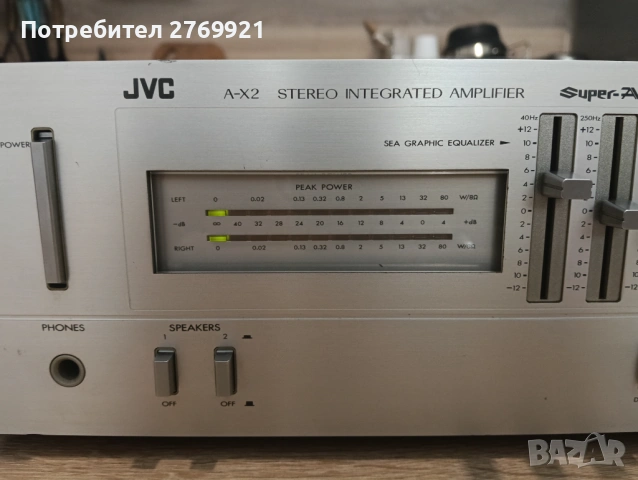 Потребител 2769921
JVC A-X2 STEREO INTEGRATED AMPLIFIER Super-A
40Hz 250Hz
POWER
SEA GRAPHIC EQUALIZER
+12 +12
10 10
8 8
6 6
4 4
2 2
0 0
2 2
4 4
6 6
8 8
10 10
-12 -12
PEAK POWER
LEFT 0 0.02 0.13 0.32 0.8 2 5 13 32 80 W/8Ω
-dB ∞ 40 32 28 24 20 16 12 8 4 0 4 +dB
RIGHT 0 0.02 0.13 0.32 0.8 2 5 13 32 80 W/8Ω
PHONES SPEAKERS
1 2
OFF OFF
BAZAR